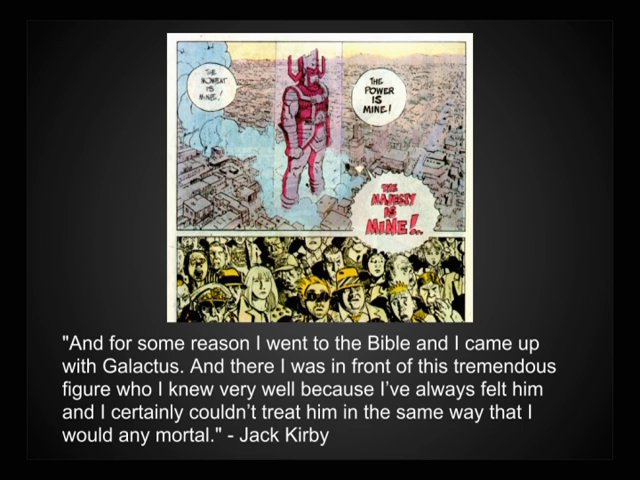 THE
MOMENT
IS
MINE!
THE
POWER
IS
MINE!
THE
MAJESTY
IS
MINE!..
"And for some reason I went to the Bible and I came up
with Galactus. And there I was in front of this tremendous
figure who I knew very well because I've always felt him
and I certainly couldn't treat him in the same way that I
would any mortal." - Jack Kirby